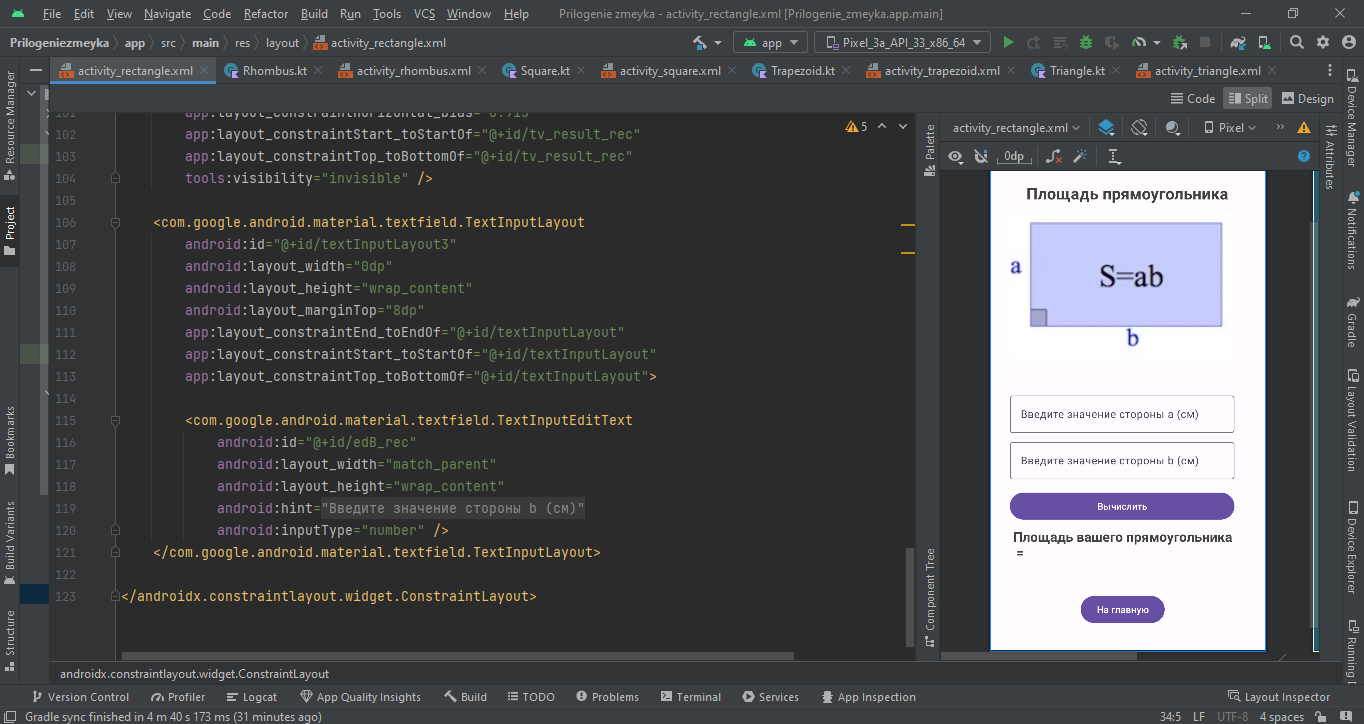 File Edit View Navigate Code Refactor Build Run Tools VCS Window Help Prilogenie zmeyka - activity_rectangle.xml [Prilogenie_zmeyka.app.main]
Prilogeniezmeyka app src main res layout activity_rectangle.xml app Pixel_3a_API_33_x86_64
activity_rectangle.xml Rhombus.kt activity_rhombus.xml Square.kt activity_square.xml Trapezoid.kt activity_trapezoid.xml Triangle.kt activity_triangle.xml
Code Split Design
activity_rectangle.xml Pixel
0dp
5
102 app:layout_constraintStart_toStartOf="@+id/tv_result_rec"
103 app:layout_constraintTop_toBottomOf="@+id/tv_result_rec"
104 tools:visibility="invisible" />
105
106 <com.google.android.material.textfield.TextInputLayout
107 android:id="@+id/textInputLayout3"
108 android:layout_width="0dp"
109 android:layout_height="wrap_content"
110 android:layout_marginTop="8dp"
111 app:layout_constraintEnd_toEndOf="@+id/textInputLayout"
112 app:layout_constraintStart_toStartOf="@+id/textInputLayout"
113 app:layout_constraintTop_toBottomOf="@+id/textInputLayout">
114
115 <com.google.android.material.textfield.TextInputEditText
116 android:id="@+id/edB_rec"
117 android:layout_width="match_parent"
118 android:layout_height="wrap_content"
119 android:hint="Введите значение стороны b (см)"
120 android:inputType="number" />
121 </com.google.android.material.textfield.TextInputLayout>
122
123 </androidx.constraintlayout.widget.ConstraintLayout>
Площадь прямоугольника
a
S=ab
b
Введите значение стороны a (см)
Введите значение стороны b (см)
Вычислить
Площадь вашего прямоугольника
=
На главную
Resource Manager
Project
Bookmarks
Build Variants
Structure
Palette
Component Tree
Attributes
Device Manager
Notifications
Gradle
Layout Validation
Device Explorer
androidx.constraintlayout.widget.ConstraintLayout
Version Control Profiler Logcat App Quality Insights Build TODO Problems Terminal Services App Inspection Layout Inspector
Gradle sync finished in 4 m 40 s 173 ms (31 minutes ago) 34:5 LF UTF-8 4 spaces